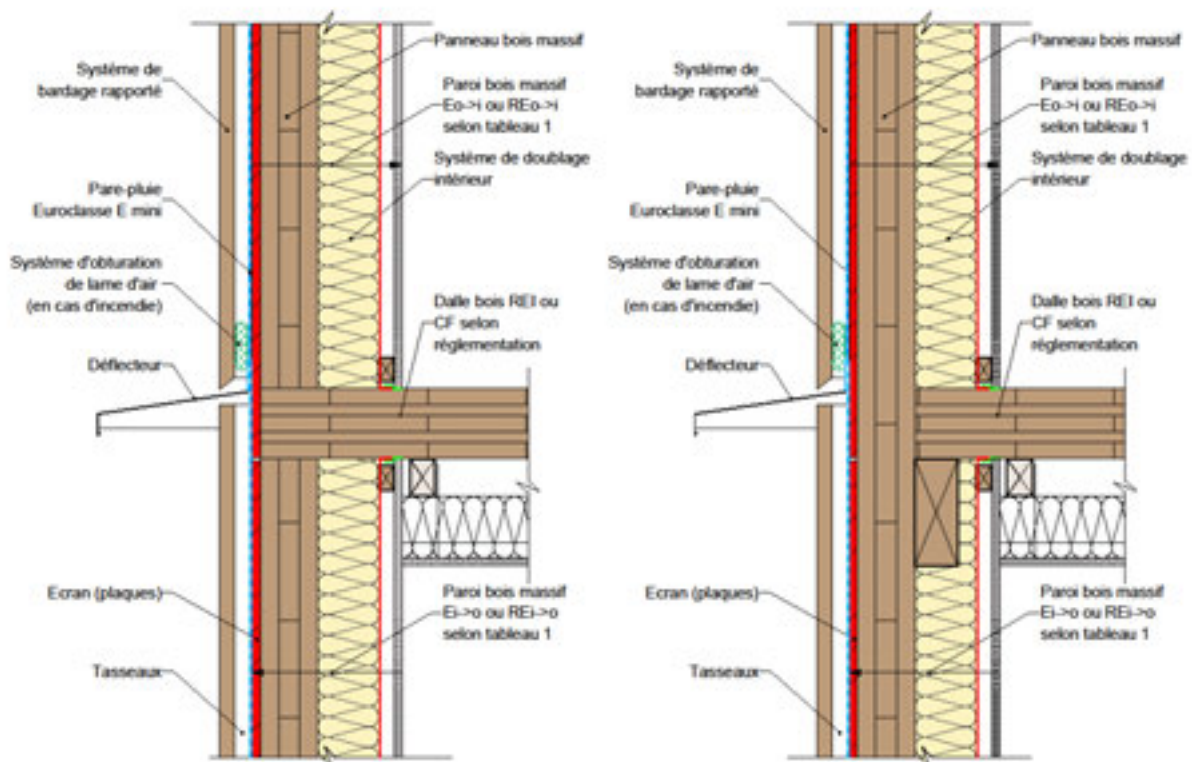 Système de
bardage rapporté
Pare-pluie
Euroclasse E mini
Système d'obturation
de lame d'air
(en cas d'incendie)
Déflecteur
Ecran (plaques)
Tasseaux
Panneau bois massif
Paroi bois massif
Eo->i ou REo->i
selon tableau 1
Système de doublage
intérieur
Dalle bois REI ou
CF selon
réglementation
Paroi bois massif
Ei->o ou REi->o
selon tableau 1
Système de
bardage rapporté
Pare-pluie
Euroclasse E mini
Système d'obturation
de lame d'air
(en cas d'incendie)
Déflecteur
Ecran (plaques)
Tasseaux
Panneau bois massif
Paroi bois massif
Eo->i ou REo->i
selon tableau 1
Système de doublage
intérieur
Dalle bois REI ou
CF selon
réglementation
Paroi bois massif
Ei->o ou REi->o
selon tableau 1